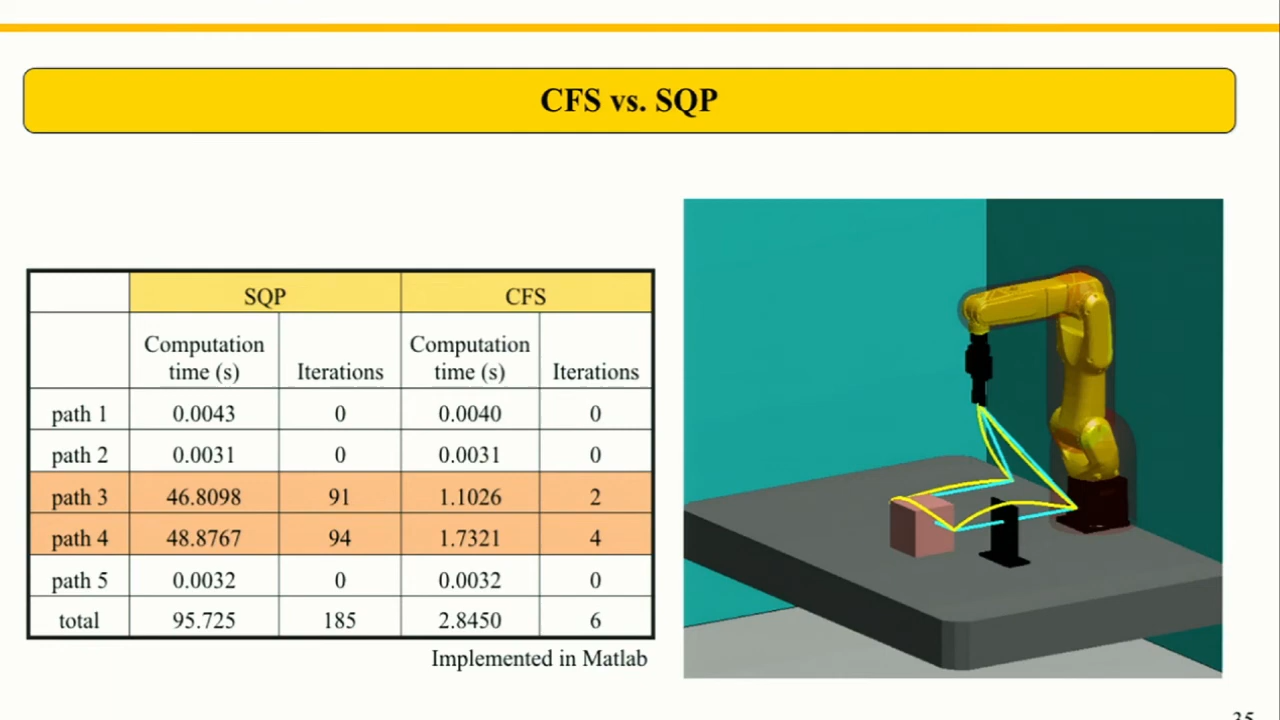 CFS vs. SQP
SQP CFS
Computation time (s) Iterations Computation time (s) Iterations
path 1 0.0043 0 0.0040 0
path 2 0.0031 0 0.0031 0
path 3 46.8098 91 1.1026 2
path 4 48.8767 94 1.7321 4
path 5 0.0032 0 0.0032 0
total 95.725 185 2.8450 6
Implemented in Matlab
35